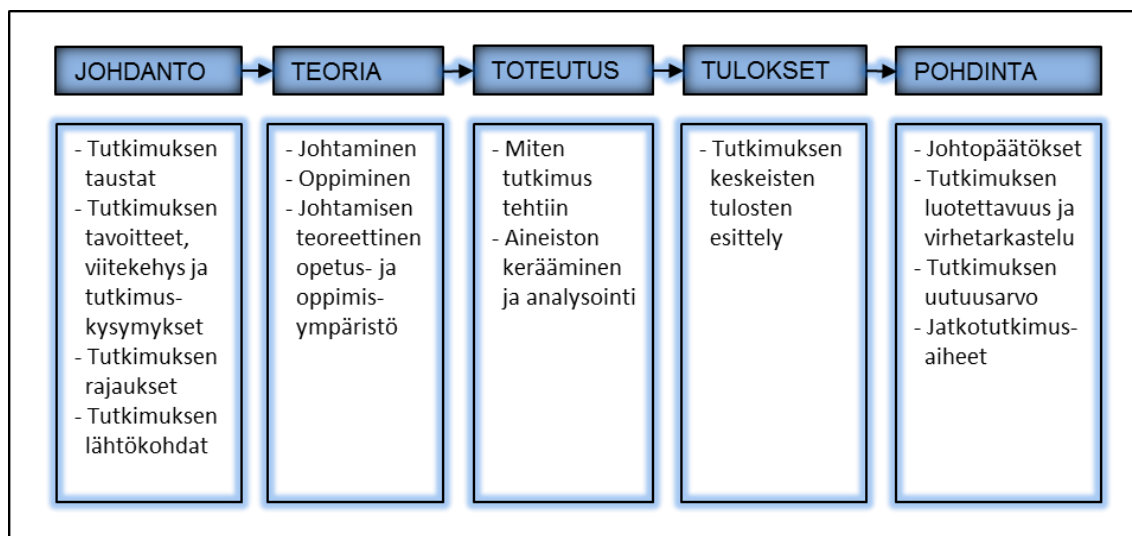 JOHDANTO
TEORIA
TOTEUTUS
TULOKSET
POHDINTA
- Tutkimuksen
taustat
- Tutkimuksen
tavoitteet,
viitekehys ja
tutkimus-
kysymykset
- Tutkimuksen
rajaukset
- Tutkimuksen
lähtökohdat
- Johtaminen
- Oppiminen
- Johtamisen
teoreettinen
opetus- ja
oppimis-
ympäristö
- Miten
tutkimus
tehtiin
- Aineiston
kerääminen
ja analysointi
- Tutkimuksen
keskeisten
tulosten
esittely
- Johtopäätökset
- Tutkimuksen
luotettavuus ja
virhetarkastelu
- Tutkimuksen
uutuusarvo
- Jatkotutkimus-
aiheet